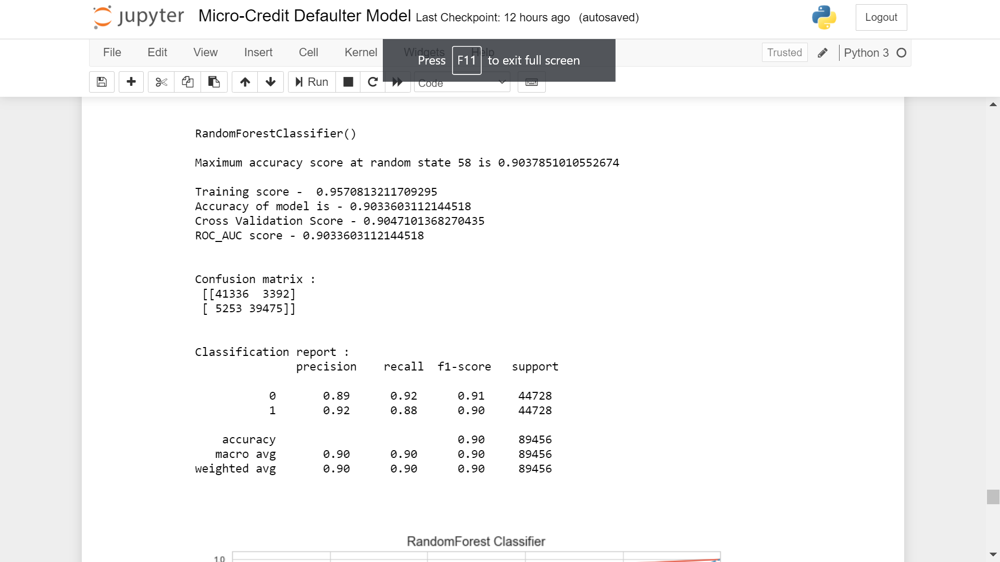 jupyter Micro-Credit Defaulter Model Last Checkpoint: 12 hours ago (autosaved)
Logout
File Edit View Insert Cell Kernel Widgets Help
Press F11 to exit full screen
Trusted
Python 3
Run
Code
RandomForestClassifier()
Maximum accuracy score at random state 58 is 0.9037851010552674
Training score -  0.9570813211709295
Accuracy of model is - 0.9033603112144518
Cross Validation Score - 0.9047101368270435
ROC_AUC score - 0.9033603112144518
Confusion matrix :
[[41336  3392]
[ 5253 39475]]
Classification report :
precision    recall  f1-score   support
0       0.89      0.92      0.91     44728
1       0.92      0.88      0.90     44728
accuracy                           0.90     89456
macro avg       0.90      0.90      0.90     89456
weighted avg       0.90      0.90      0.90     89456
RandomForest Classifier
1.0